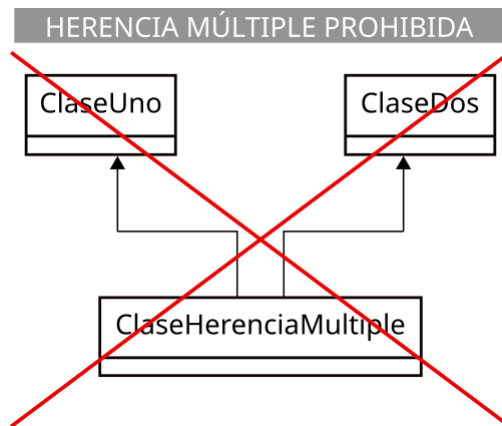 HERENCIA MÚLTIPLE PROHIBIDA
ClaseUno
ClaseDos
ClaseHerenciaMultiple